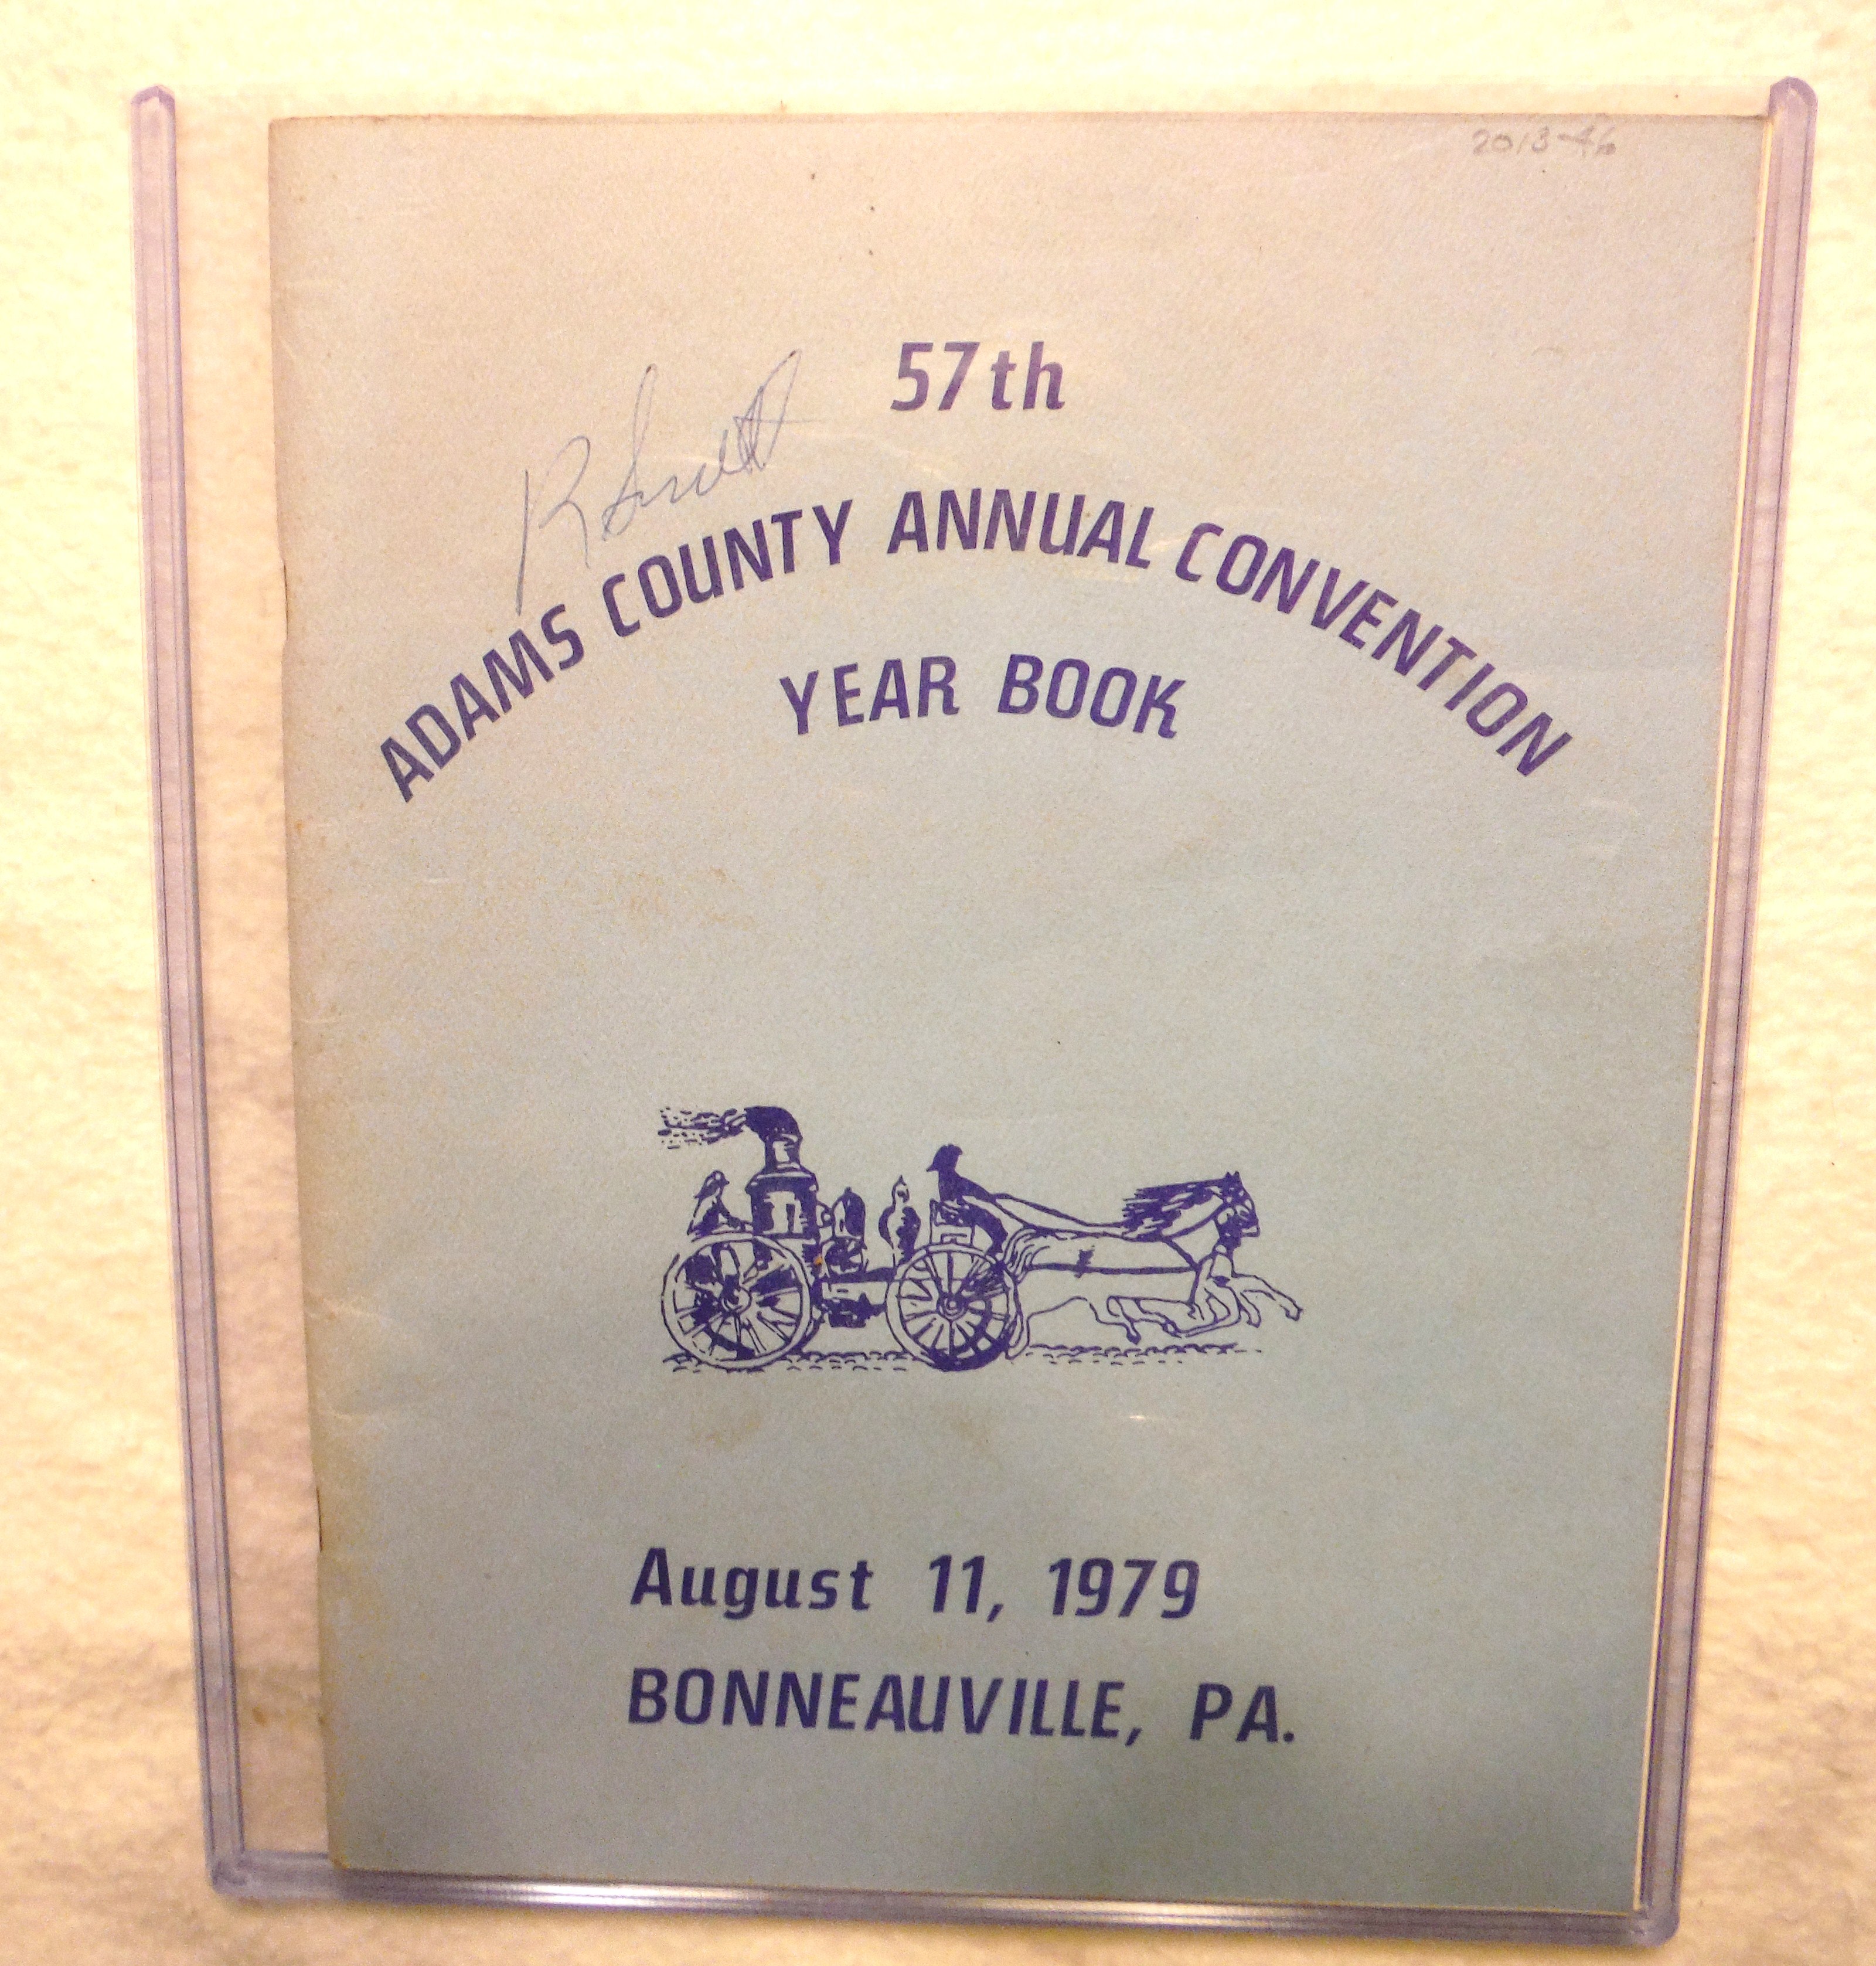 2013-46
57th
ADAMS COUNTY ANNUAL CONVENTION
YEAR BOOK
August 11, 1979
BONNEAUVILLE, PA.